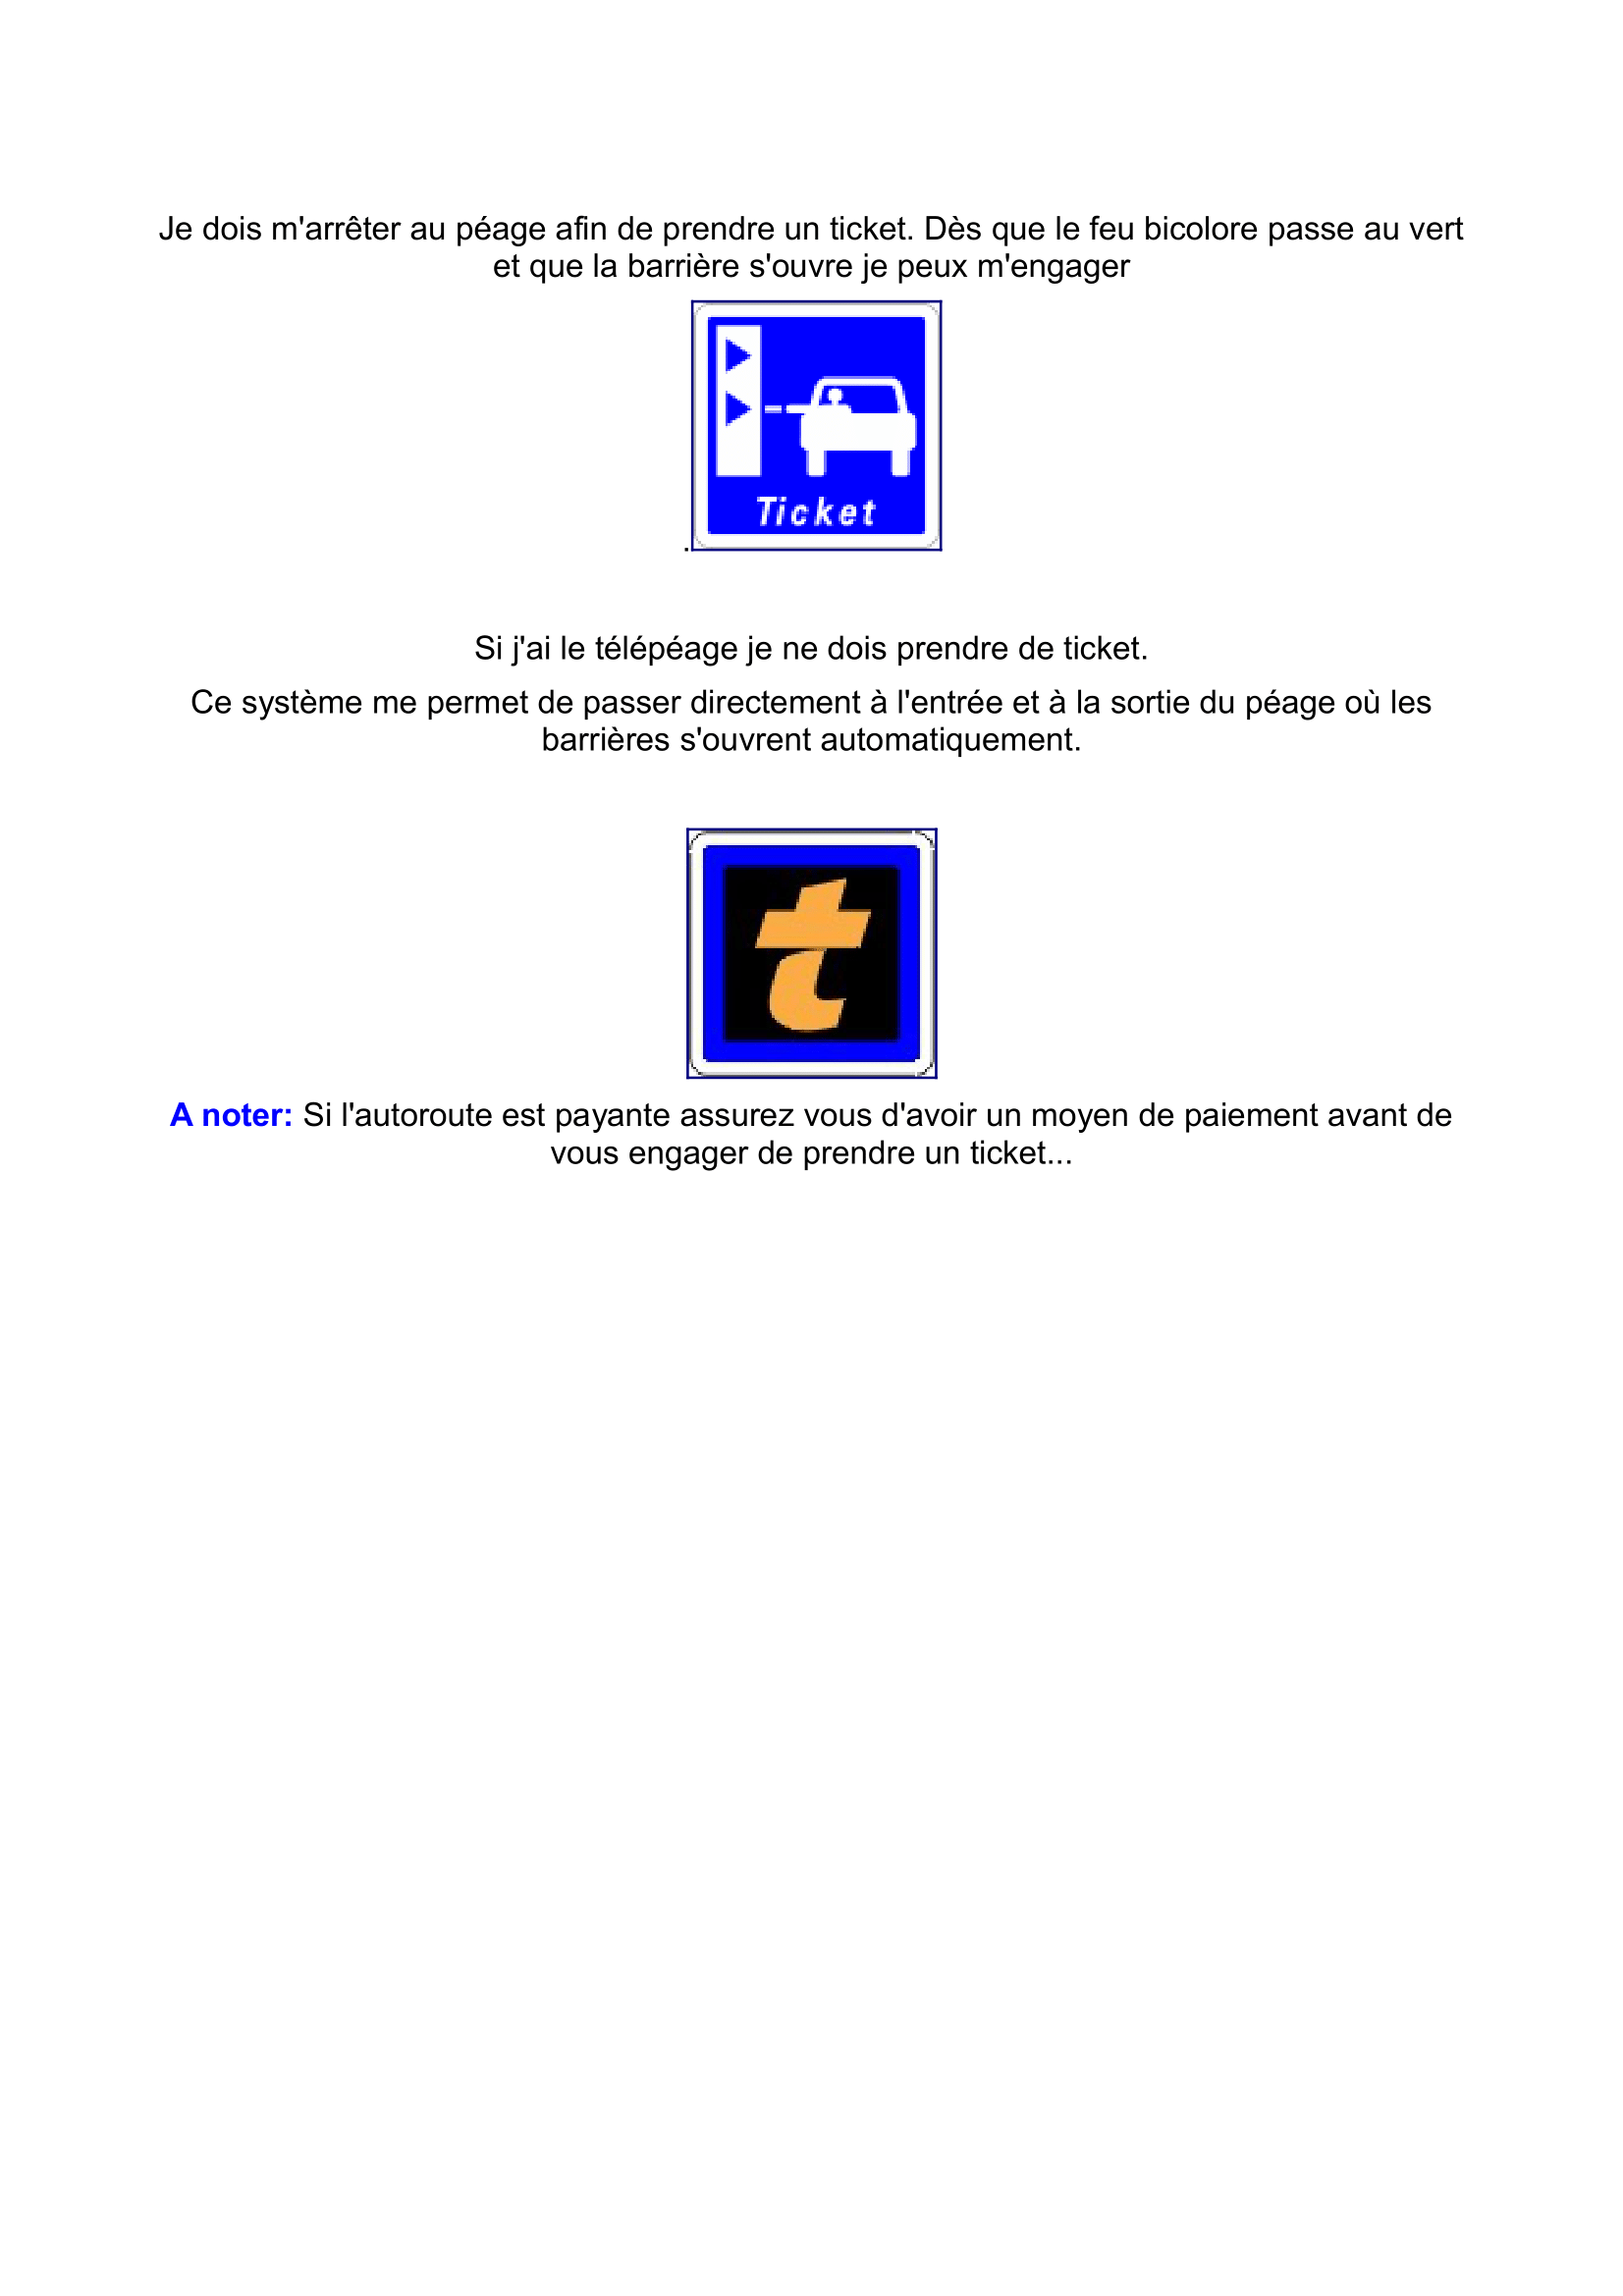 Je dois m'arrêter au péage afin de prendre un ticket. Dès que le feu bicolore passe au vert
et que la barrière s'ouvre je peux m'engager
Ticket
.
Si j'ai le télépéage je ne dois prendre de ticket.
Ce système me permet de passer directement à l'entrée et à la sortie du péage où les
barrières s'ouvrent automatiquement.
t
A noter: Si l'autoroute est payante assurez vous d'avoir un moyen de paiement avant de
vous engager de prendre un ticket...